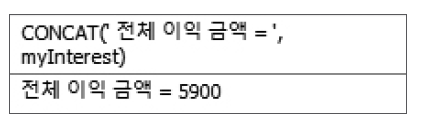 CONCAT(' 전체 이익 금액 = ',
myInterest)
전체 이익 금액 = 5900